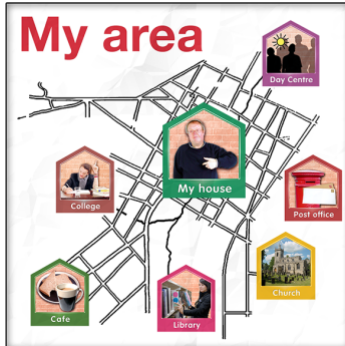 My area
Day Centre
My house
College
Post office
Church
Cafe
Library